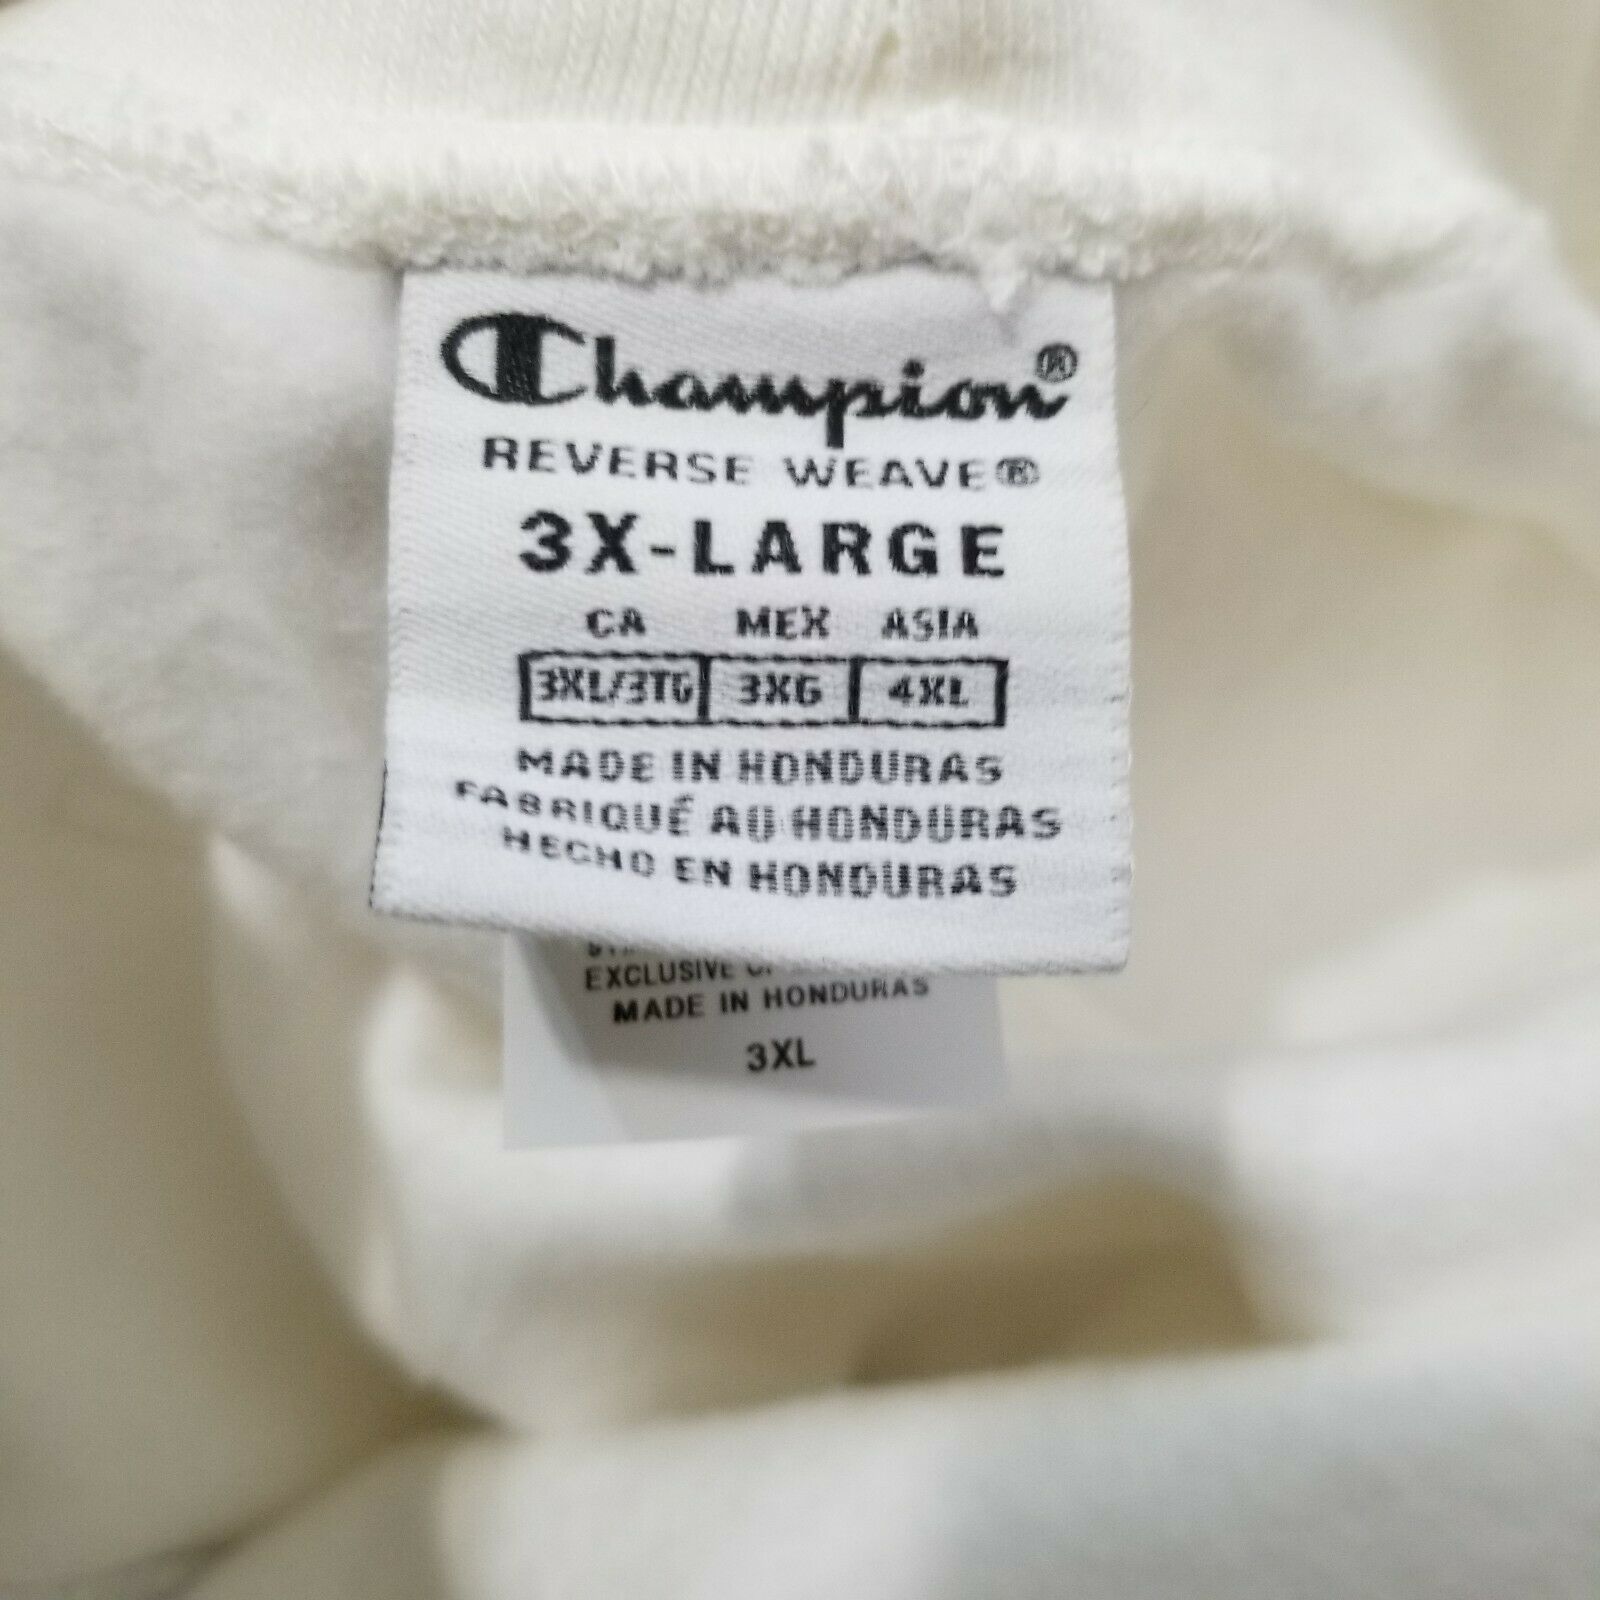 Champion®
REVERSE WEAVE®
3X-LARGE
CA MEX ASIA
3XL/3TG 3XG 4XL
MADE IN HONDURAS
FABRIQUÉ AU HONDURAS
HECHO EN HONDURAS
EXCLUSIVE
MADE IN HONDURAS
3XL